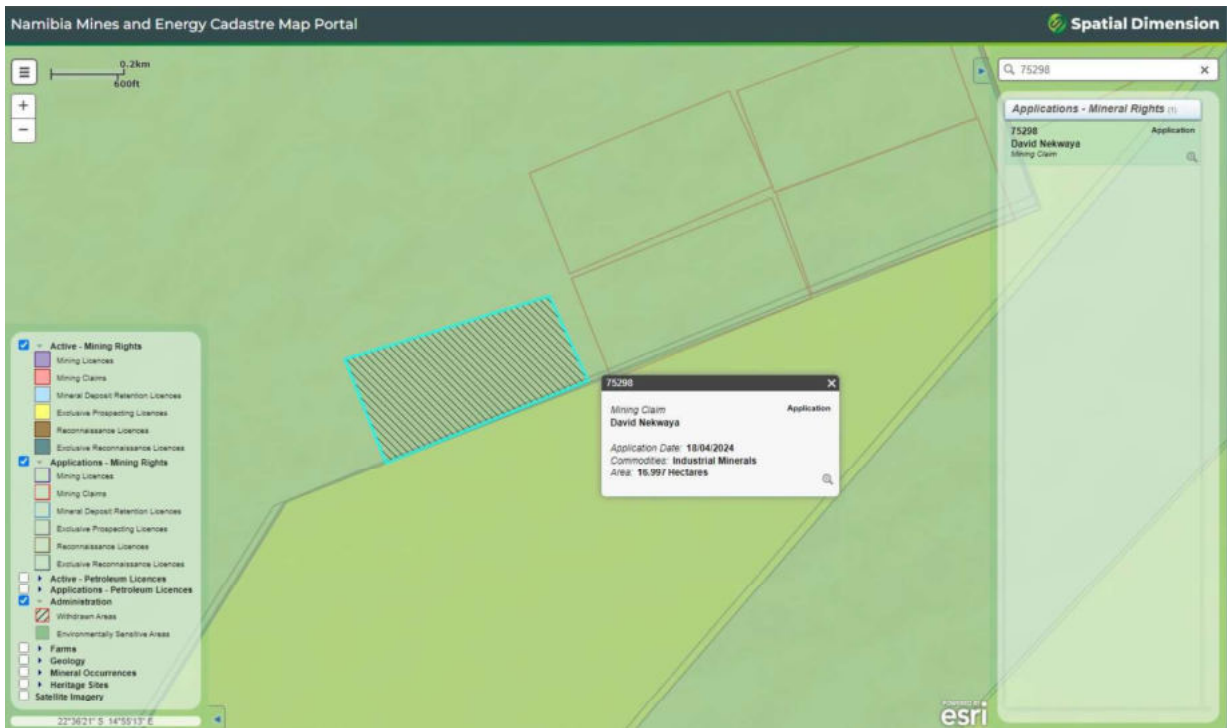 Namibia Mines and Energy Cadastre Map Portal
Spatial Dimension
0.2km
600ft
75298
Applications - Mineral Rights (1)
75298 Application
David Nekwaya
Mining Claim
75298
Mining Claim Application
David Nekwaya
Application Date: 18/04/2024
Commodities: Industrial Minerals
Area: 16.997 Hectares
Active - Mining Rights
Mining Licences
Mining Claims
Mineral Deposit Retention Licences
Exclusive Prospecting Licences
Reconnaissance Licences
Exclusive Reconnaissance Licences
Applications - Mining Rights
Mining Licences
Mining Claims
Mineral Deposit Retention Licences
Exclusive Prospecting Licences
Reconnaissance Licences
Exclusive Reconnaissance Licences
Active - Petroleum Licences
Applications - Petroleum Licences
Administration
Withdrawn Areas
Environmentally Sensitive Areas
Farms
Geology
Mineral Occurrences
Heritage Sites
Satellite Imagery
22°36'21" S 14°55'13" E
POWERED BY
esri